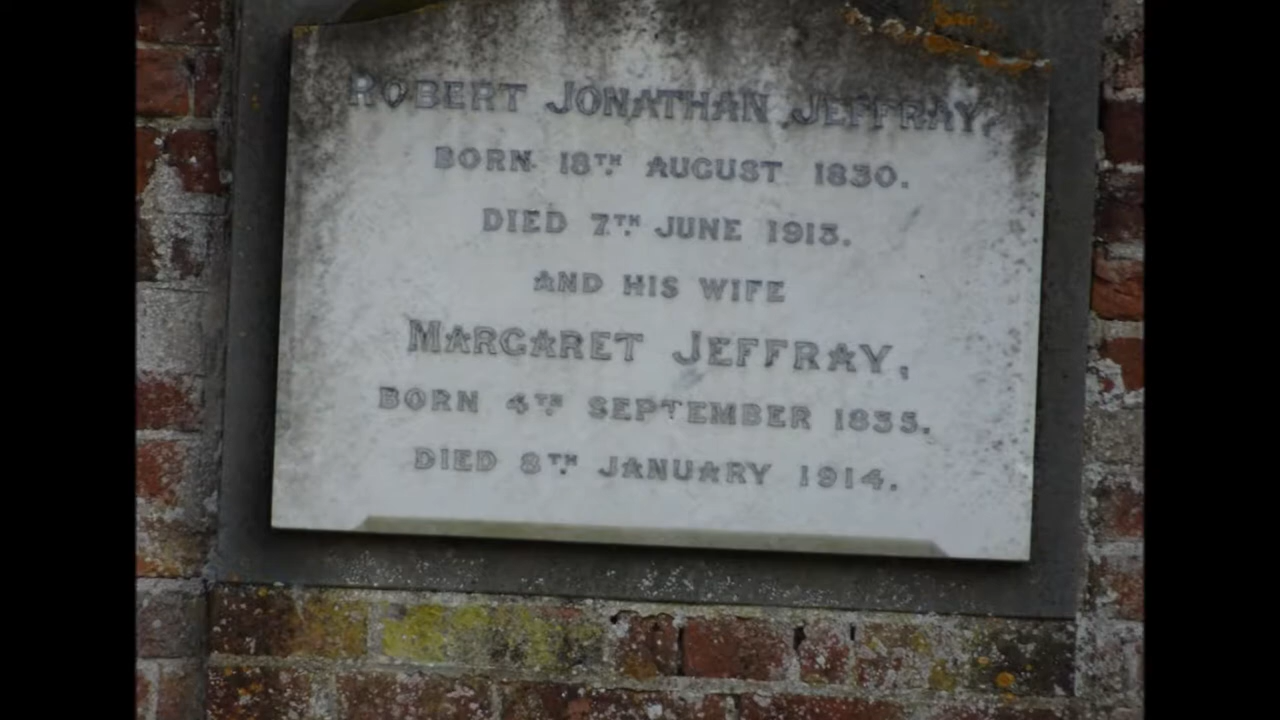 ROBERT JONATHAN JEFFRAY,
BORN 18TH AUGUST 1830.
DIED 7TH JUNE 1913.
AND HIS WIFE
MARGARET JEFFRAY,
BORN 4TH SEPTEMBER 1835.
DIED 8TH JANUARY 1914.